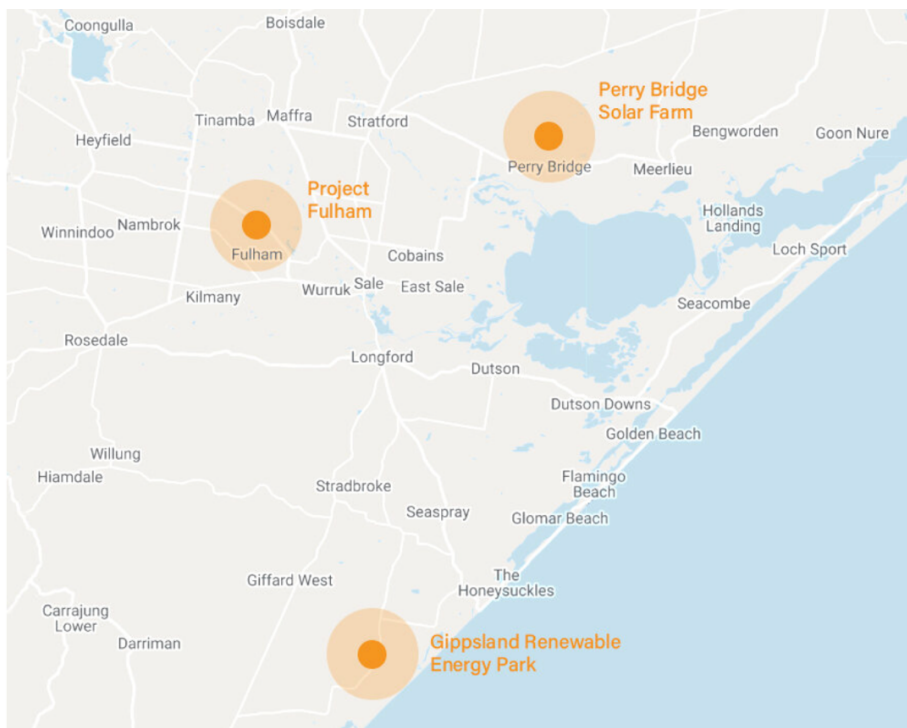 Coongulla
Boisdale
Perry Bridge
Solar Farm
Tinamba
Maffra
Stratford
Bengworden
Goon Nure
Heyfield
Perry Bridge
Meerlieu
Project
Fulham
Hollands
Landing
Winnindoo
Nambrok
Fulham
Cobains
Loch Sport
Kilmany
Wurruk
Sale
East Sale
Seacombe
Rosedale
Longford
Dutson
Dutson Downs
Golden Beach
Willung
Hiamdale
Stradbroke
Flamingo
Beach
Seaspray
Glomar Beach
Giffard West
The
Honeysuckles
Carrajung
Lower
Darriman
Gippsland Renewable
Energy Park